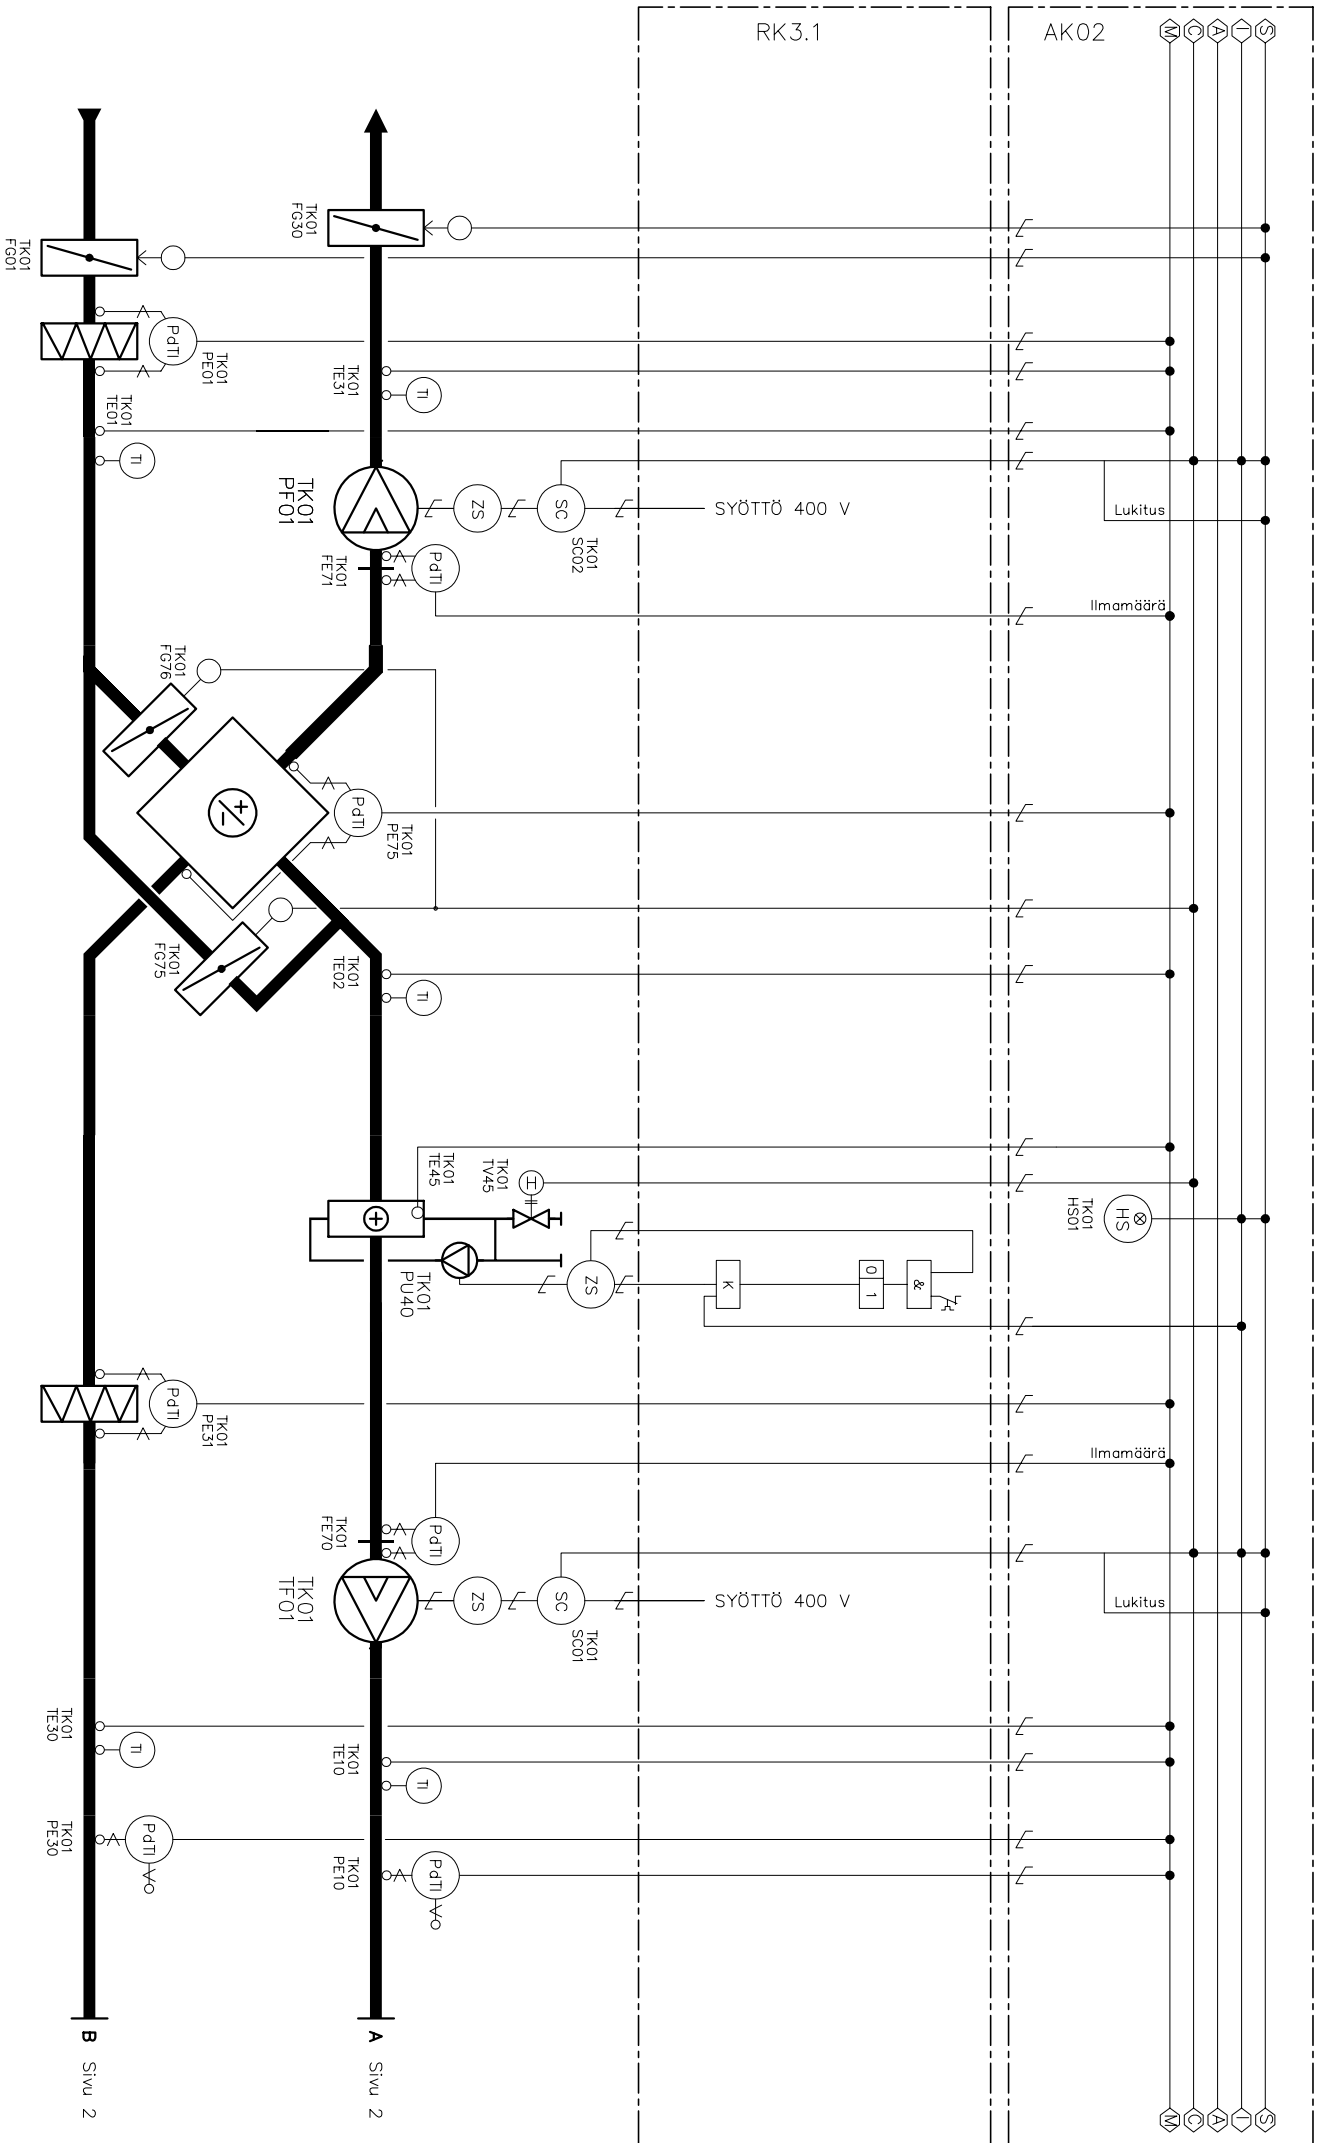 RK3.1
AK02
M
C
A
I
S
TK01
FG30
TK01
FG01
PdTI
TK01
PE01
TK01
TE31
TI
TK01
TE01
TI
TK01
PF01
ZS
SC
TK01
SC02
SYÖTTÖ 400 V
Lukitus
TK01
FE71
PdTI
Ilmamäärä
TK01
FG76
+/-
PdTI
TK01
PE75
TK01
FG75
TK01
TE02
TI
TK01
TE45
TK01
TV45
H
HS
TK01
HS01
+
TK01
PU40
ZS
K
0 1
&
PdTI
TK01
PE31
Ilmamäärä
TK01
FE70
PdTI
TK01
TF01
ZS
SC
TK01
SC01
SYÖTTÖ 400 V
Lukitus
TK01
TE30
TI
TK01
TE10
TI
TK01
PE30
PdTI
TK01
PE10
PdTI
B Sivu 2
A Sivu 2
M
C
A
I
S